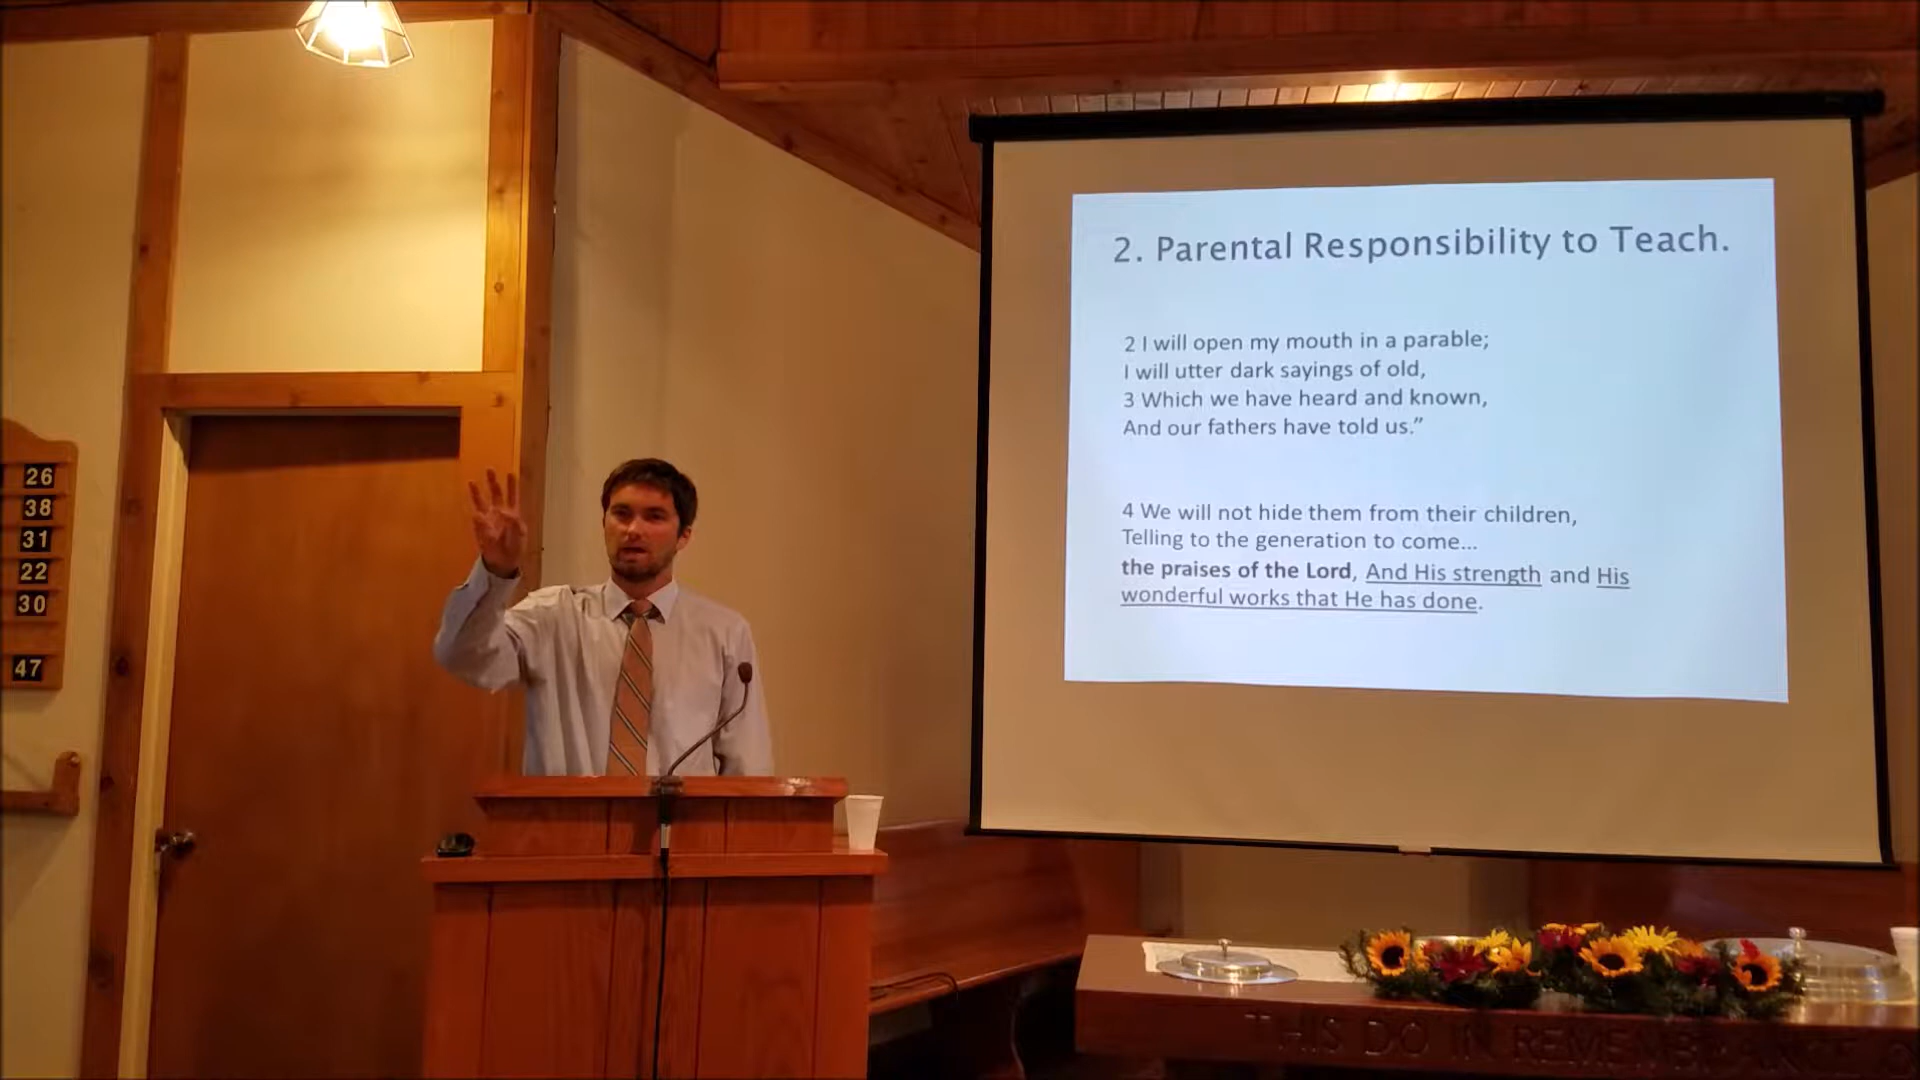 26
38
31
22
30
47
2. Parental Responsibility to Teach.
2 I will open my mouth in a parable;
I will utter dark sayings of old,
3 Which we have heard and known,
And our fathers have told us.”
4 We will not hide them from their children,
Telling to the generation to come...
the praises of the Lord, And His strength and His
wonderful works that He has done.
THIS DO IN REMEMBRANCE O